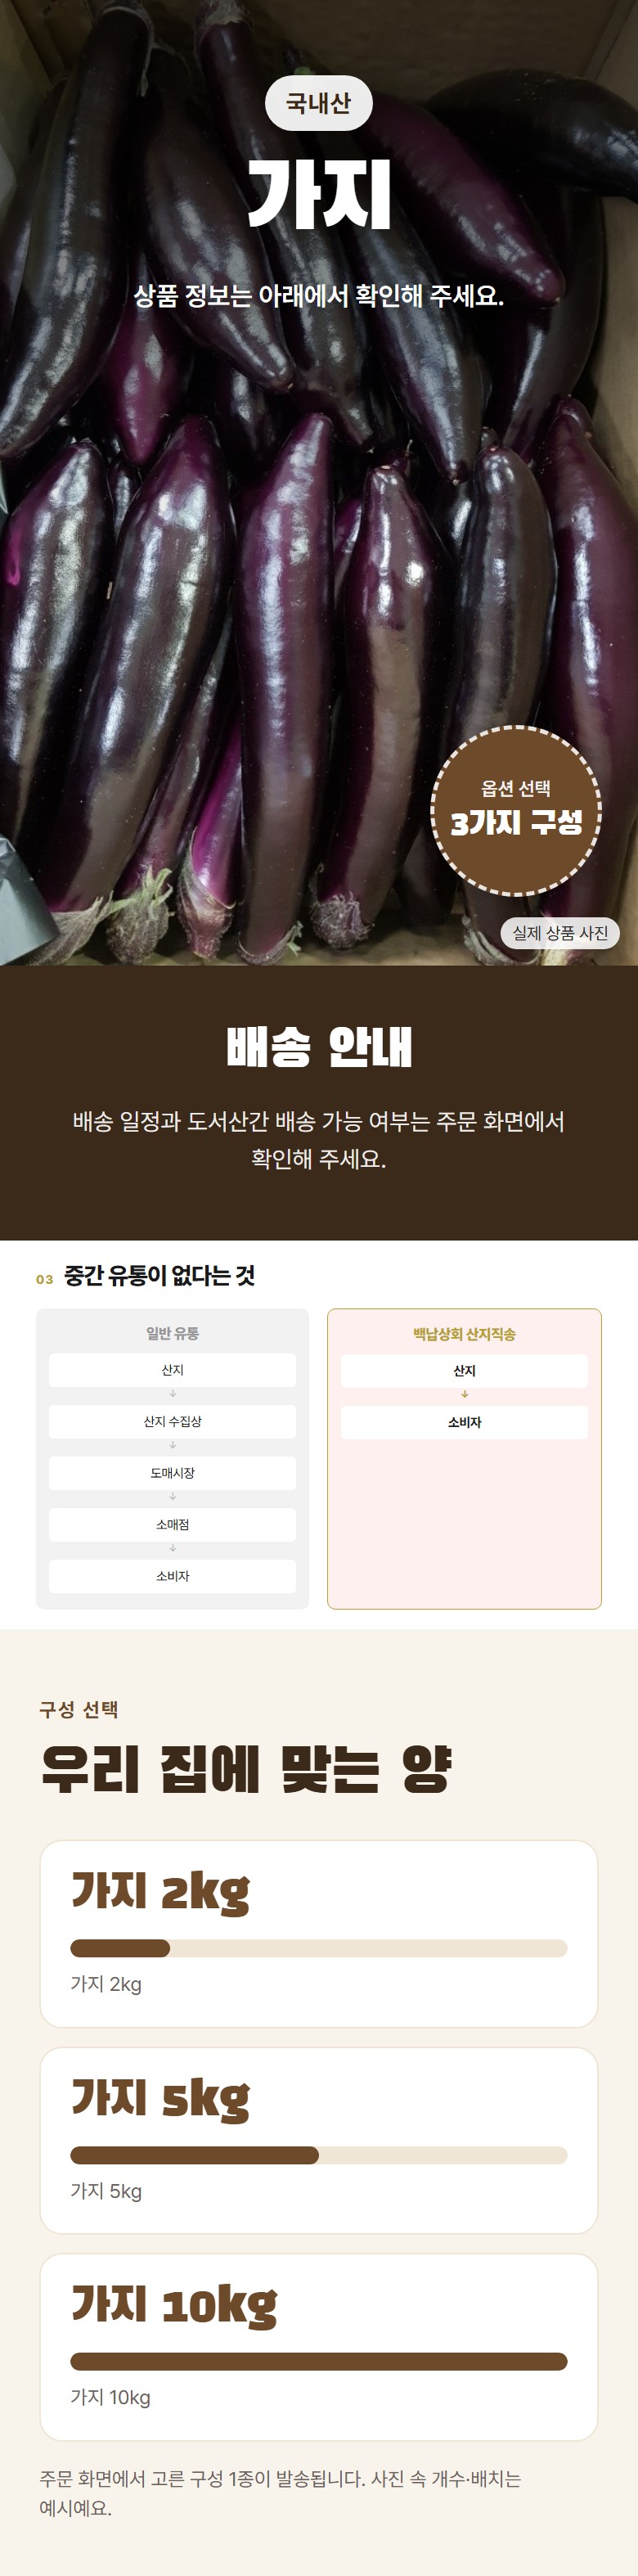 국내산
가지
상품 정보는 아래에서 확인해 주세요.
옵션 선택
3가지 구성
실제 상품 사진
배송 안내
배송 일정과 도서산간 배송 가능 여부는 주문 화면에서
확인해 주세요.
03 중간 유통이 없다는 것
일반 유통
산지
↓
산지 수집상
↓
도매시장
↓
소매점
↓
소비자
백납상회 산지직송
산지
↓
소비자
구성 선택
우리 집에 맞는 양
가지 2kg
가지 2kg
가지 5kg
가지 5kg
가지 10kg
가지 10kg
주문 화면에서 고른 구성 1종이 발송됩니다. 사진 속 개수·배치는
예시예요.